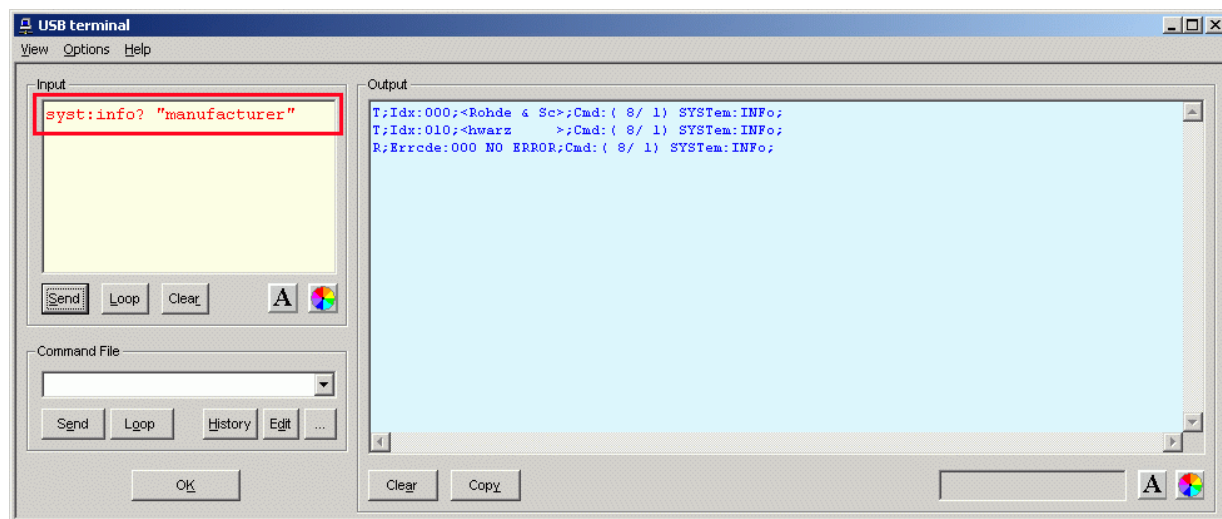 USB terminal
View Options Help
Input
syst:info? "manufacturer"
Send Loop Clear A
Command File
Send Loop History Edit ...
OK
Output
T;Idx:000;<Rohde & Sc>;Cmd:( 8/ 1) SYSTem:INFo;
T;Idx:010;<hwarz     >;Cmd:( 8/ 1) SYSTem:INFo;
R;Errcde:000 NO ERROR;Cmd:( 8/ 1) SYSTem:INFo;
Clear Copy A